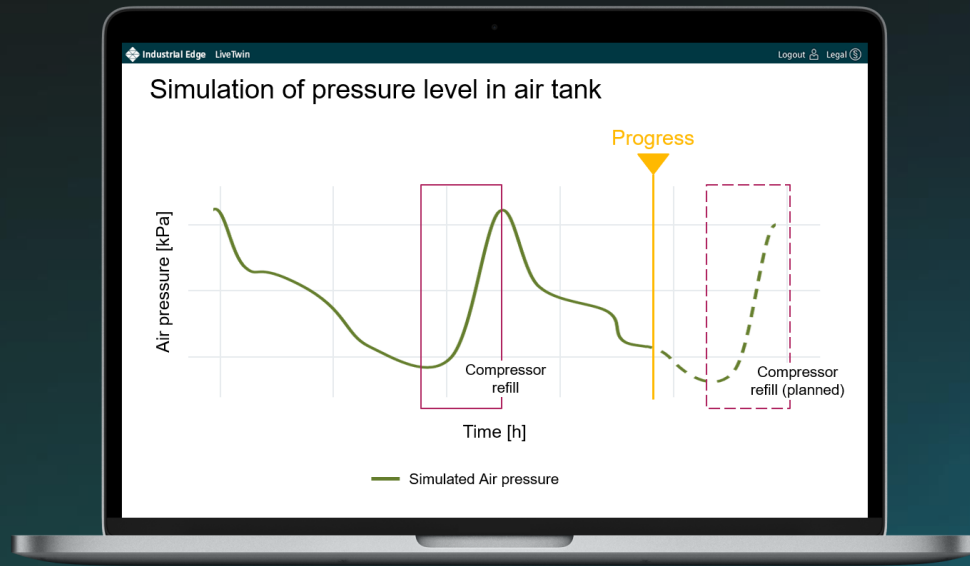 Industrial Edge LiveTwin
Logout Legal
Simulation of pressure level in air tank
Progress
Air pressure [kPa]
Compressor
refill
Compressor
refill (planned)
Time [h]
Simulated Air pressure